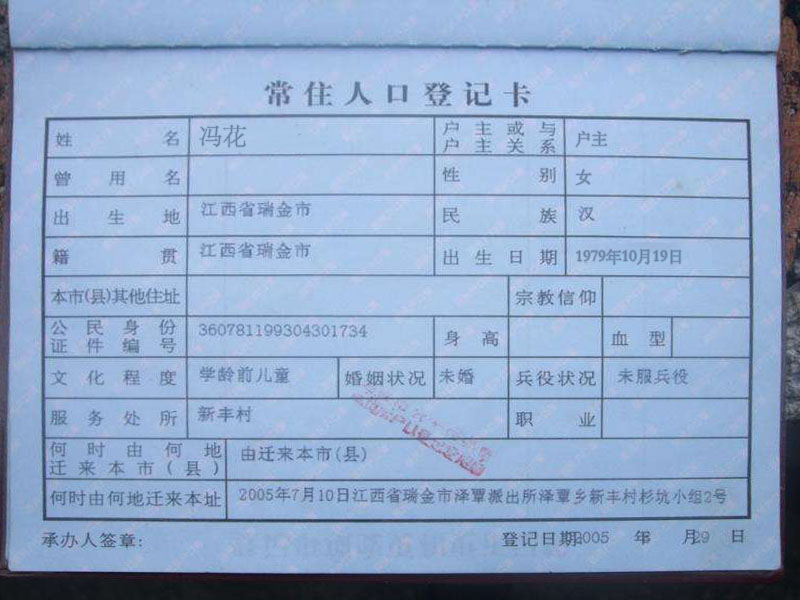 常住人口登记卡
姓名 冯花 户主或与户主关系 户主
曾用名 性别 女
出生地 江西省瑞金市 民族 汉
籍贯 江西省瑞金市 出生日期 1979年10月19日
本市(县)其他住址 宗教信仰
公民身份证件编号 360781199304301734 身高 血型
文化程度 学龄前儿童 婚姻状况 未婚 兵役状况 未服兵役
服务处所 新丰村 职业
何时由何地迁来本市(县) 由迁来本市(县)
何时由何地迁来本址 2005年7月10日江西省瑞金市泽覃派出所泽覃乡新丰村杉坑小组2号
承办人签章: 登记日期:2005 年 月29 日